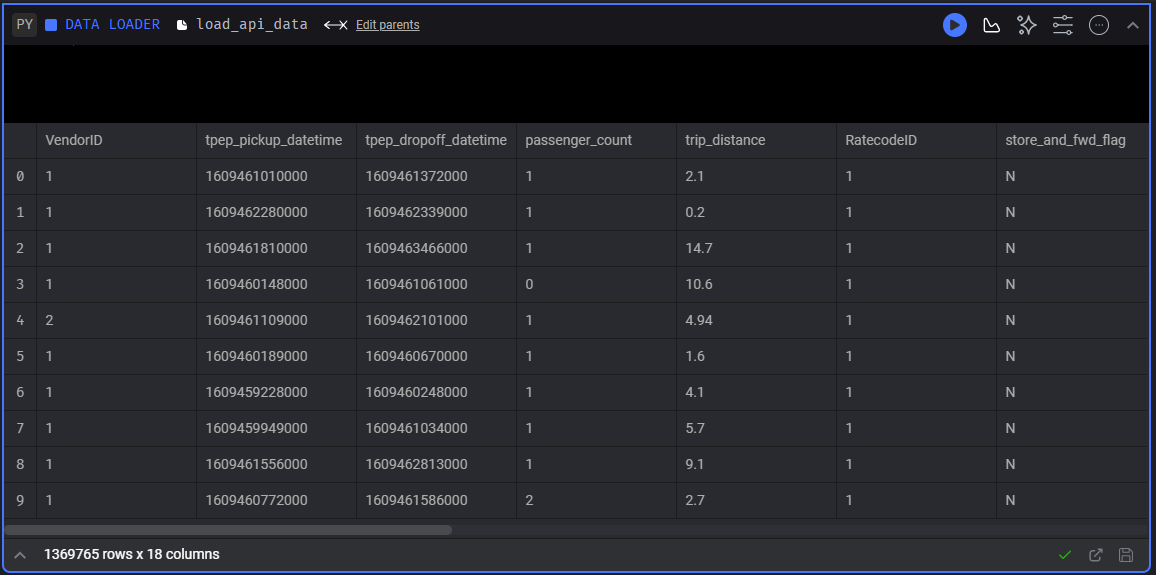 PY DATA LOADER load_api_data Edit parents
VendorID tpep_pickup_datetime tpep_dropoff_datetime passenger_count trip_distance RatecodeID store_and_fwd_flag
0 1 1609461010000 1609461372000 1 2.1 1 N
1 1 1609462280000 1609462339000 1 0.2 1 N
2 1 1609461810000 1609463466000 1 14.7 1 N
3 1 1609460148000 1609461061000 0 10.6 1 N
4 2 1609461109000 1609462101000 1 4.94 1 N
5 1 1609460189000 1609460670000 1 1.6 1 N
6 1 1609459228000 1609460248000 1 4.1 1 N
7 1 1609459949000 1609461034000 1 5.7 1 N
8 1 1609461556000 1609462813000 1 9.1 1 N
9 1 1609460772000 1609461586000 2 2.7 1 N
1369765 rows x 18 columns